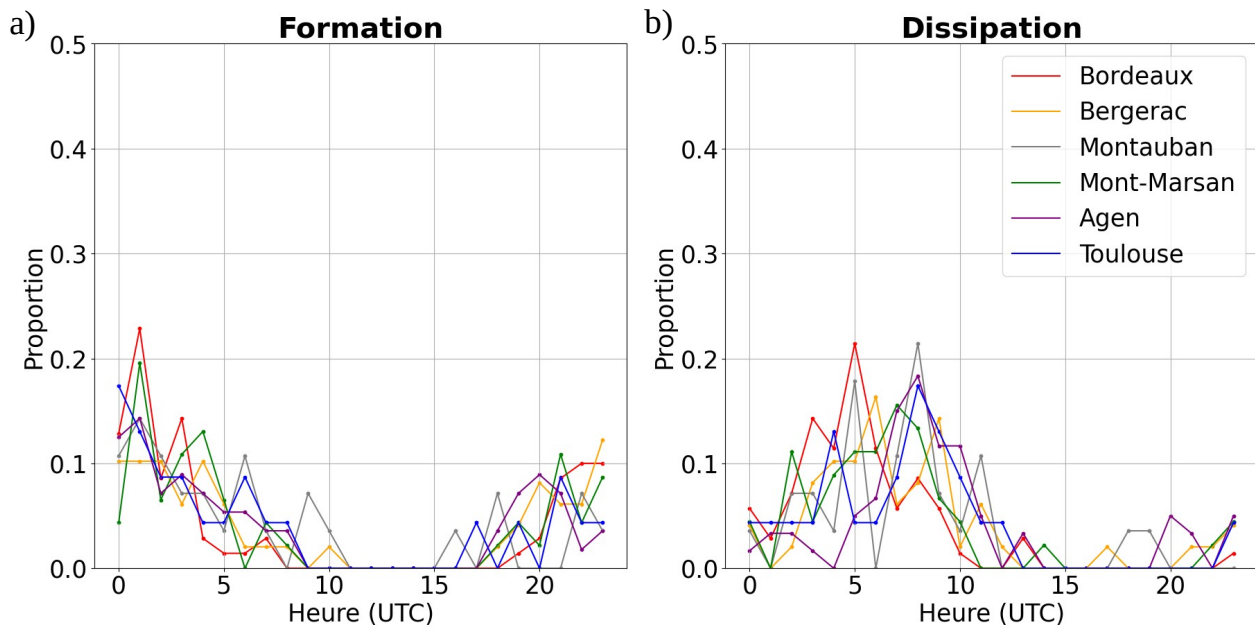 a)
Formation
0.5
0.4
0.3
0.2
0.1
0.0
Proportion
0
5
10
15
20
Heure (UTC)
b)
Dissipation
0.5
0.4
0.3
0.2
0.1
0.0
Proportion
0
5
10
15
20
Heure (UTC)
Bordeaux
Bergerac
Montauban
Mont-Marsan
Agen
Toulouse